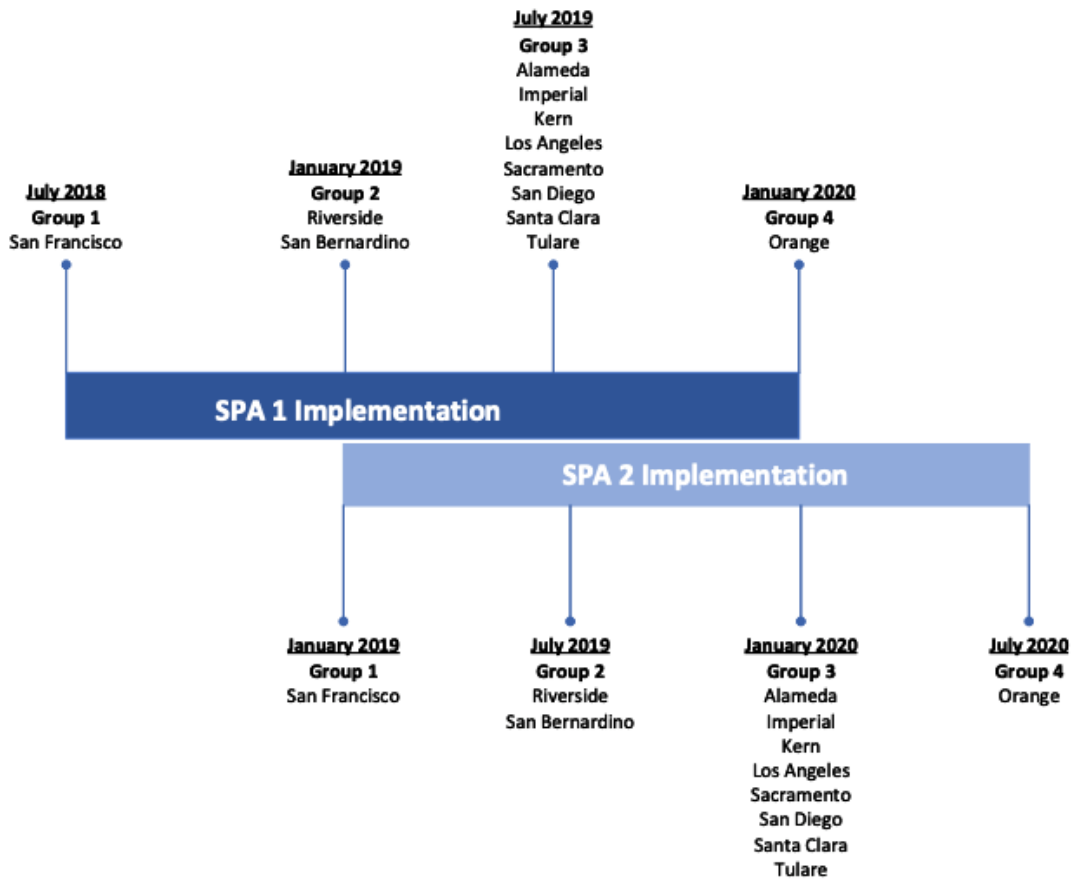 July 2018
Group 1
San Francisco
January 2019
Group 2
Riverside
San Bernardino
July 2019
Group 3
Alameda
Imperial
Kern
Los Angeles
Sacramento
San Diego
Santa Clara
Tulare
January 2020
Group 4
Orange
SPA 1 Implementation
SPA 2 Implementation
January 2019
Group 1
San Francisco
July 2019
Group 2
Riverside
San Bernardino
January 2020
Group 3
Alameda
Imperial
Kern
Los Angeles
Sacramento
San Diego
Santa Clara
Tulare
July 2020
Group 4
Orange